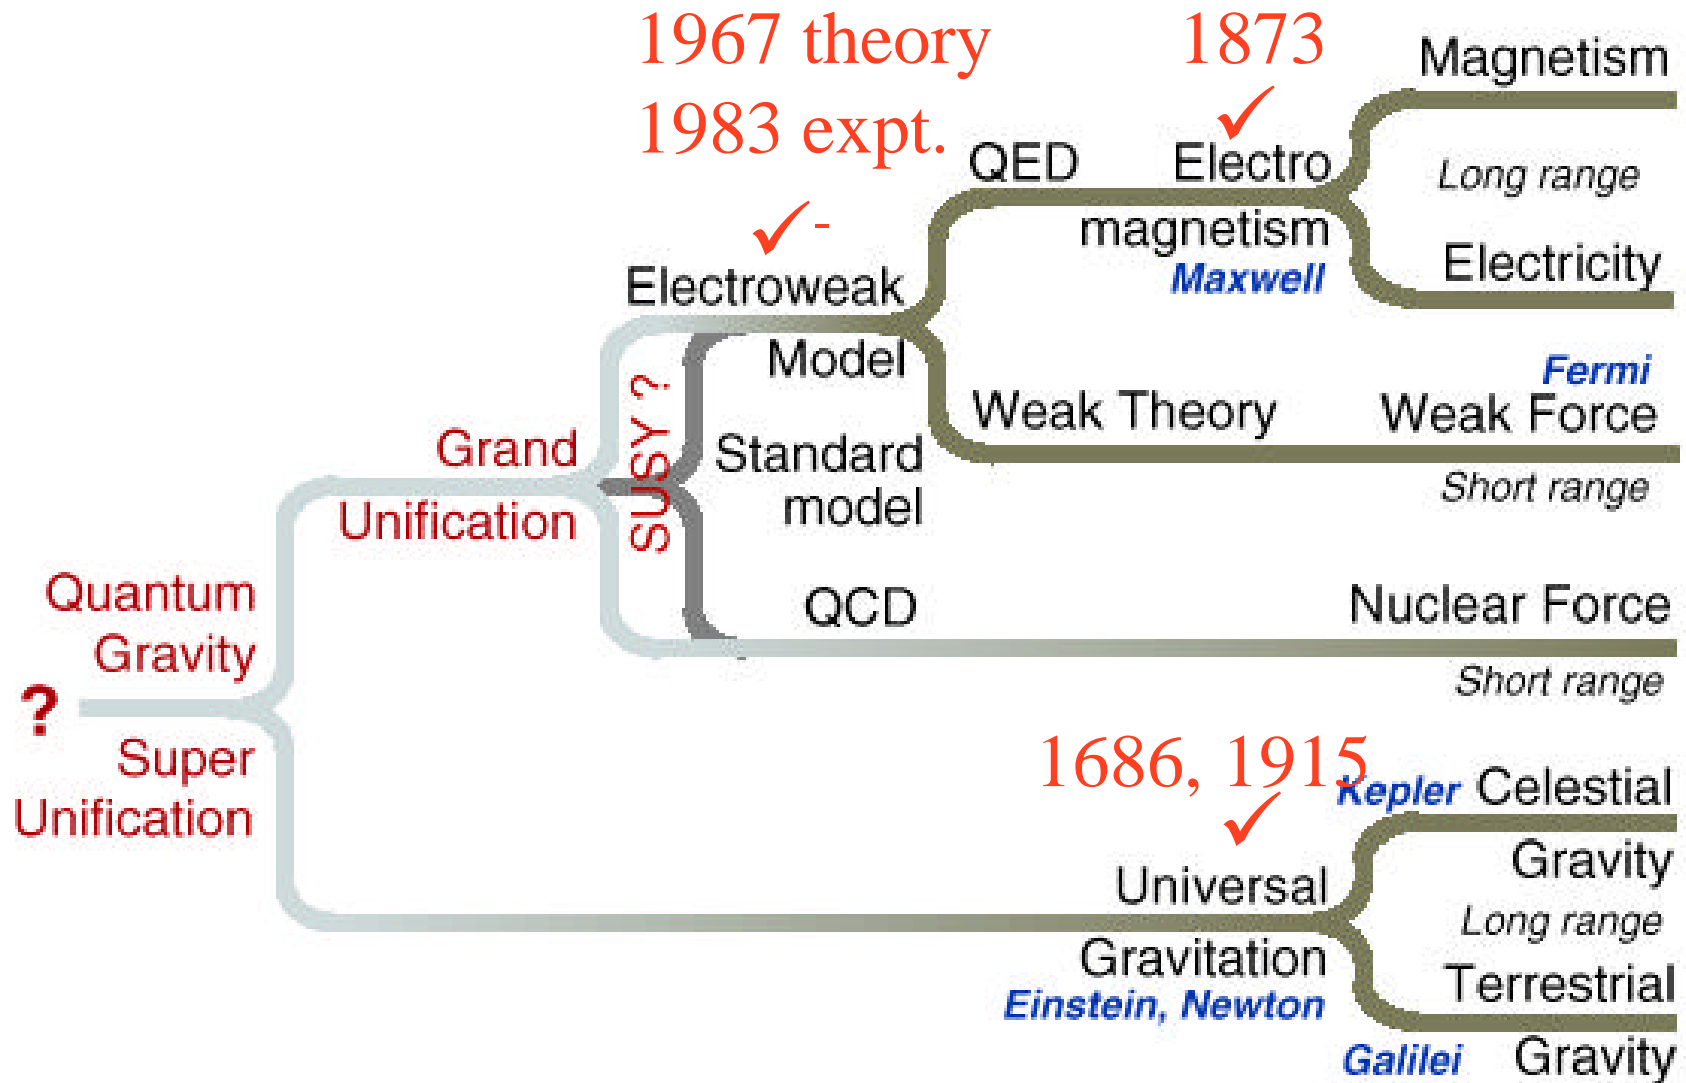 1967 theory
1983 expt.
✓-
1873
✓
Magnetism
Long range
Electricity
QED
Electro
magnetism
Maxwell
Electroweak
Model
Fermi
Weak Theory
Weak Force
Short range
Grand
Unification
SUSY ?
Standard
model
QCD
Nuclear Force
Short range
Quantum
Gravity
?
Super
Unification
1686, 1915
✓
Kepler Celestial
Gravity
Long range
Universal
Gravitation
Einstein, Newton
Terrestrial
Galilei Gravity